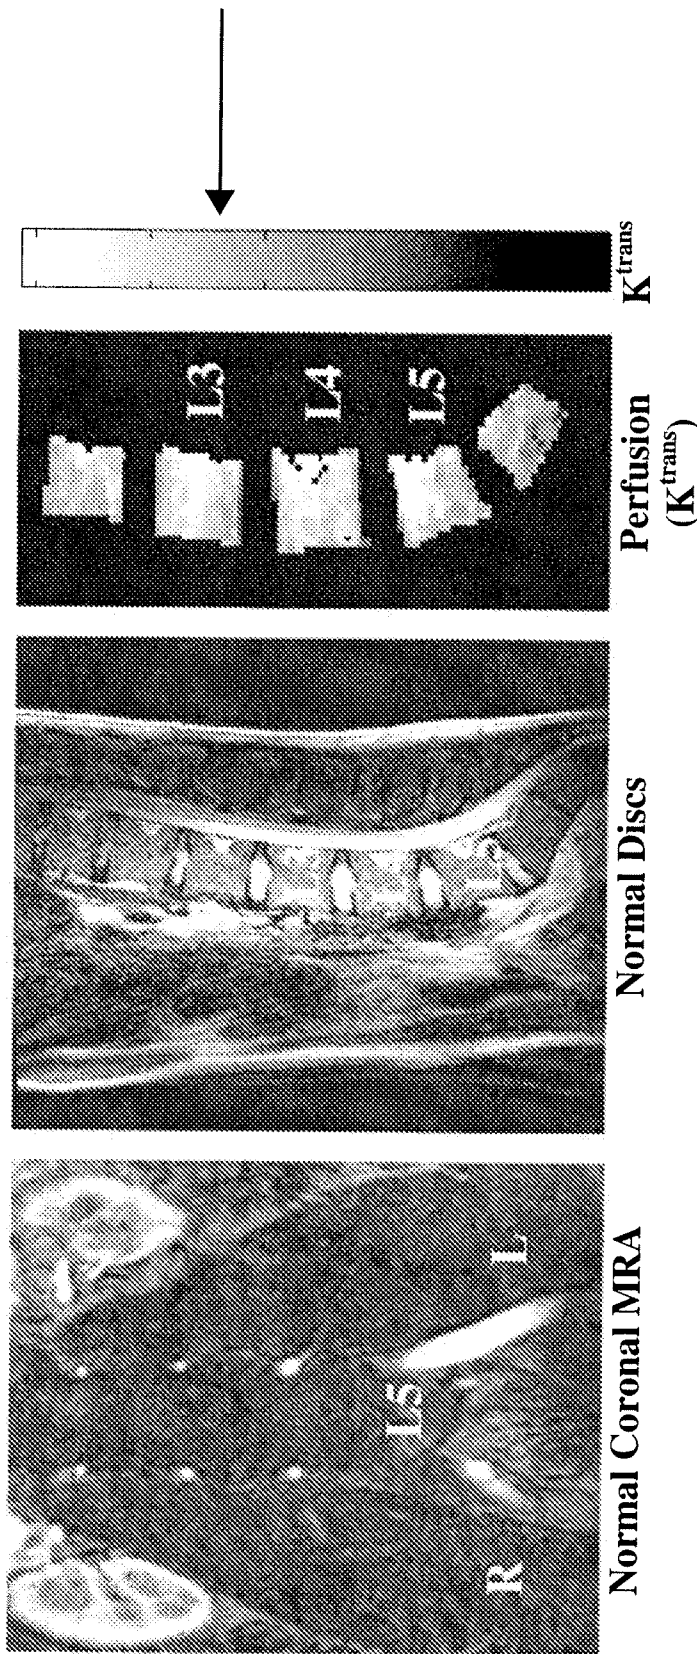 Normal Coronal MRA
R
L5
L
Normal Discs
Perfusion
(K^trans)
L3
L4
L5
K^trans